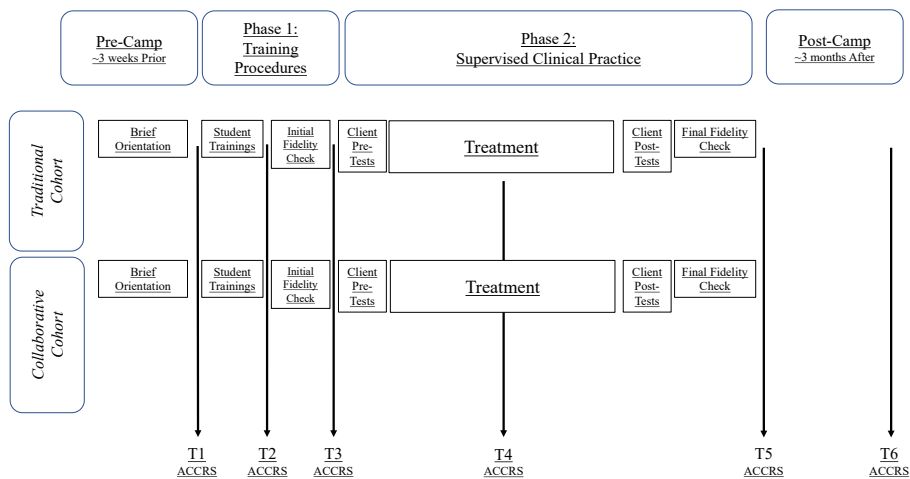 Pre-Camp
~3 weeks Prior
Phase 1:
Training
Procedures
Phase 2:
Supervised Clinical Practice
Post-Camp
~3 months After
Traditional
Cohort
Brief
Orientation
Student
Trainings
Initial
Fidelity
Check
Client
Pre-
Tests
Treatment
Client
Post-
Tests
Final Fidelity
Check
Collaborative
Cohort
Brief
Orientation
Student
Trainings
Initial
Fidelity
Check
Client
Pre-
Tests
Treatment
Client
Post-
Tests
Final Fidelity
Check
T1
ACCRS
T2
ACCRS
T3
ACCRS
T4
ACCRS
T5
ACCRS
T6
ACCRS